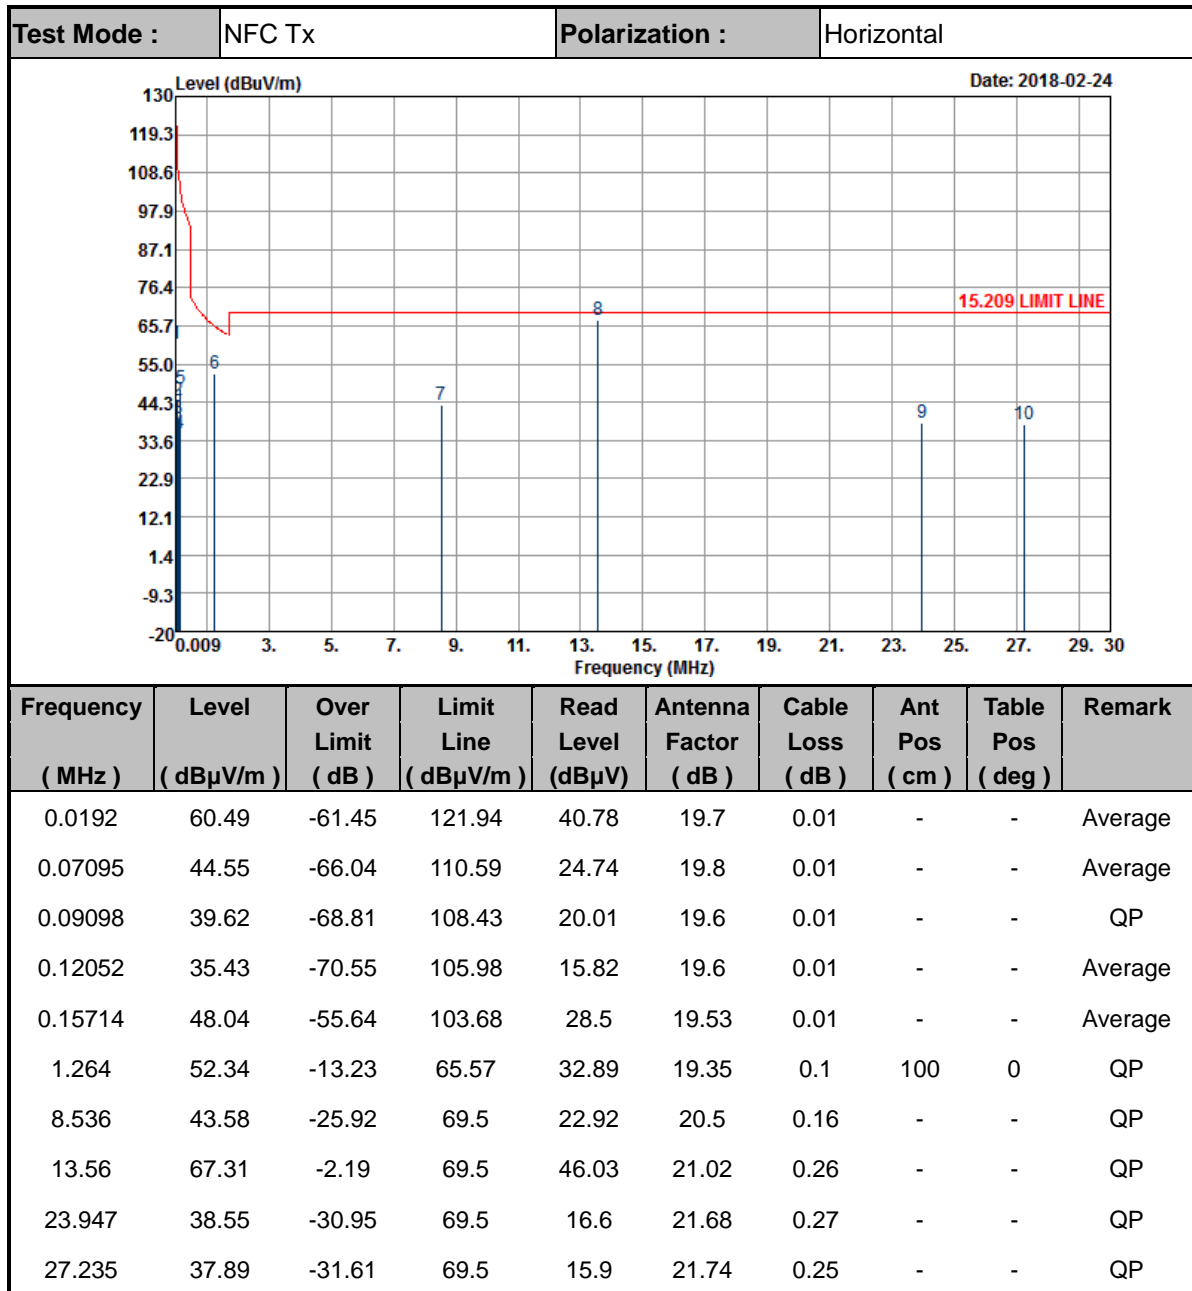 Test Mode : NFC Tx Polarization : Horizontal
Level (dBuV/m) Date: 2018-02-24
130
119.3
108.6
97.9
87.1
76.4
65.7
55.0
44.3
33.6
22.9
12.1
1.4
-9.3
-20
15.209 LIMIT LINE
5 6 7 8 9 10
0.009 3. 5. 7. 9. 11. 13. 15. 17. 19. 21. 23. 25. 27. 29. 30
Frequency (MHz)
Frequency Level Over Limit Read Antenna Cable Ant Table Remark
Limit Line Level Factor Loss Pos Pos
( MHz ) ( dBµV/m ) ( dB ) ( dBµV/m ) (dBµV) ( dB ) ( dB ) ( cm ) ( deg )
0.0192 60.49 -61.45 121.94 40.78 19.7 0.01 - - Average
0.07095 44.55 -66.04 110.59 24.74 19.8 0.01 - - Average
0.09098 39.62 -68.81 108.43 20.01 19.6 0.01 - - QP
0.12052 35.43 -70.55 105.98 15.82 19.6 0.01 - - Average
0.15714 48.04 -55.64 103.68 28.5 19.53 0.01 - - Average
1.264 52.34 -13.23 65.57 32.89 19.35 0.1 100 0 QP
8.536 43.58 -25.92 69.5 22.92 20.5 0.16 - - QP
13.56 67.31 -2.19 69.5 46.03 21.02 0.26 - - QP
23.947 38.55 -30.95 69.5 16.6 21.68 0.27 - - QP
27.235 37.89 -31.61 69.5 15.9 21.74 0.25 - - QP